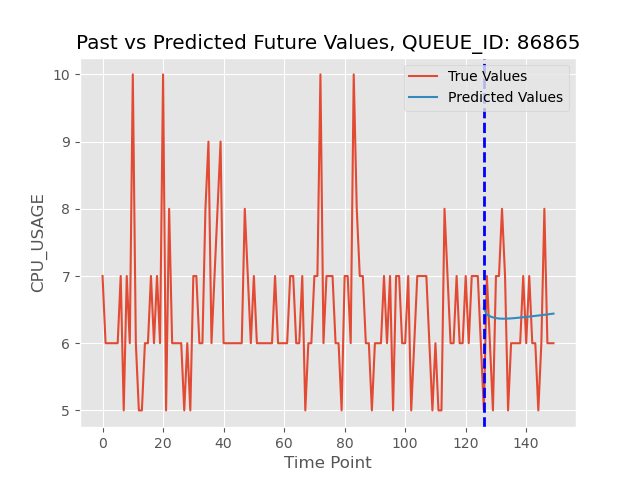 Past vs Predicted Future Values, QUEUE_ID: 86865
True Values
Predicted Values
10
9
8
7
6
5
CPU_USAGE
0 20 40 60 80 100 120 140
Time Point